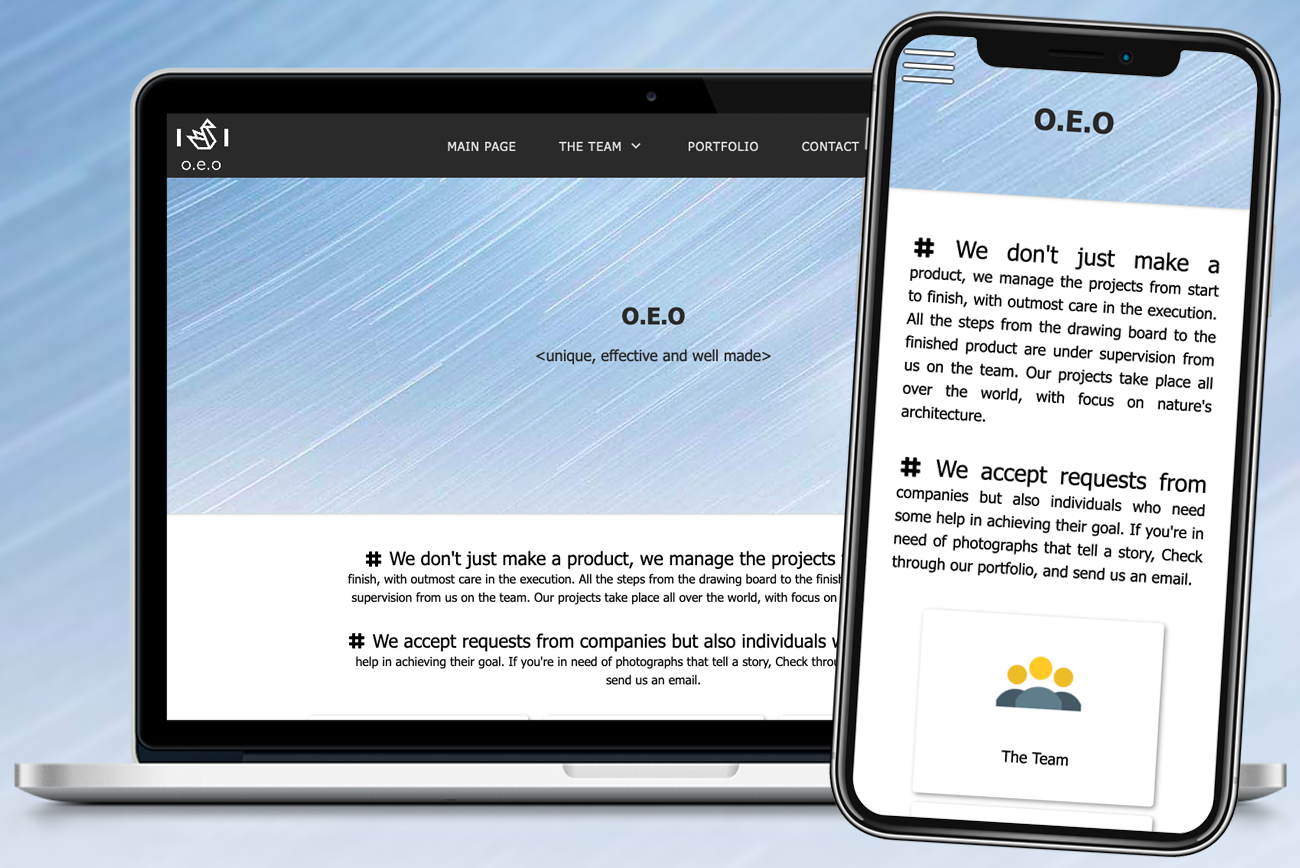 o.e.o
MAIN PAGE THE TEAM PORTFOLIO CONTACT
O.E.O
<unique, effective and well made>
# We don't just make a product, we manage the projects
finish, with outmost care in the execution. All the steps from the drawing board to the
supervision from us on the team. Our projects take place all over the world, with focus on
# We accept requests from companies but also individuals
help in achieving their goal. If you're in need of photographs that tell a story, Check
send us an email.
O.E.O
# We don't just make a
product, we manage the projects from start
to finish, with outmost care in the execution.
All the steps from the drawing board to the
finished product are under supervision from
us on the team. Our projects take place all
over the world, with focus on nature's
architecture.
# We accept requests from
companies but also individuals who need
some help in achieving their goal. If you're in
need of photographs that tell a story, Check
through our portfolio, and send us an email.
The Team